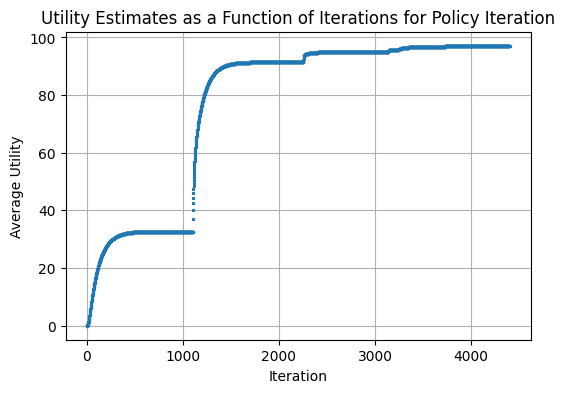 Utility Estimates as a Function of Iterations for Policy Iteration
100
80
60
40
20
0
Average Utility
0 1000 2000 3000 4000
Iteration